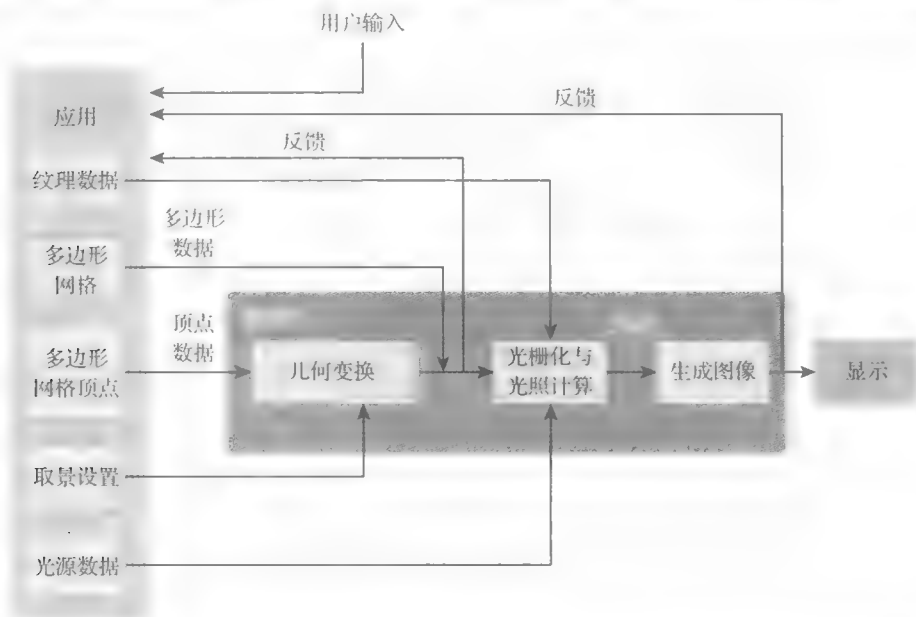 用户输入
反馈
应用
反馈
纹理数据
多边形
数据
多边形
网格
顶点
数据
多边形
网格顶点
几何变换
光栅化与
光照计算
生成图像
显示
取景设置
光源数据